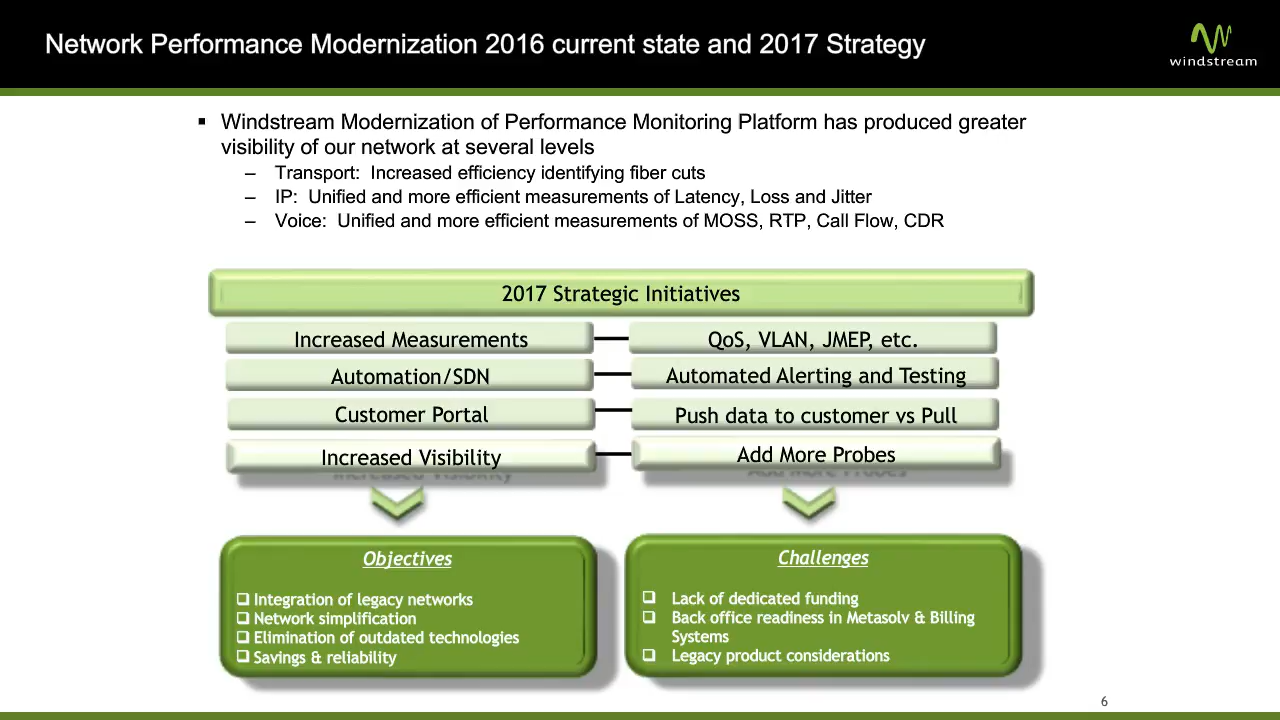 Network Performance Modernization 2016 current state and 2017 Strategy
windstream
▪ Windstream Modernization of Performance Monitoring Platform has produced greater
visibility of our network at several levels
– Transport: Increased efficiency identifying fiber cuts
– IP: Unified and more efficient measurements of Latency, Loss and Jitter
– Voice: Unified and more efficient measurements of MOSS, RTP, Call Flow, CDR
2017 Strategic Initiatives
Increased Measurements
QoS, VLAN, JMEP, etc.
Automation/SDN
Automated Alerting and Testing
Customer Portal
Push data to customer vs Pull
Increased Visibility
Add More Probes
Objectives
❑ Integration of legacy networks
❑ Network simplification
❑ Elimination of outdated technologies
❑ Savings & reliability
Challenges
❑ Lack of dedicated funding
❑ Back office readiness in Metasolv & Billing
Systems
❑ Legacy product considerations
6